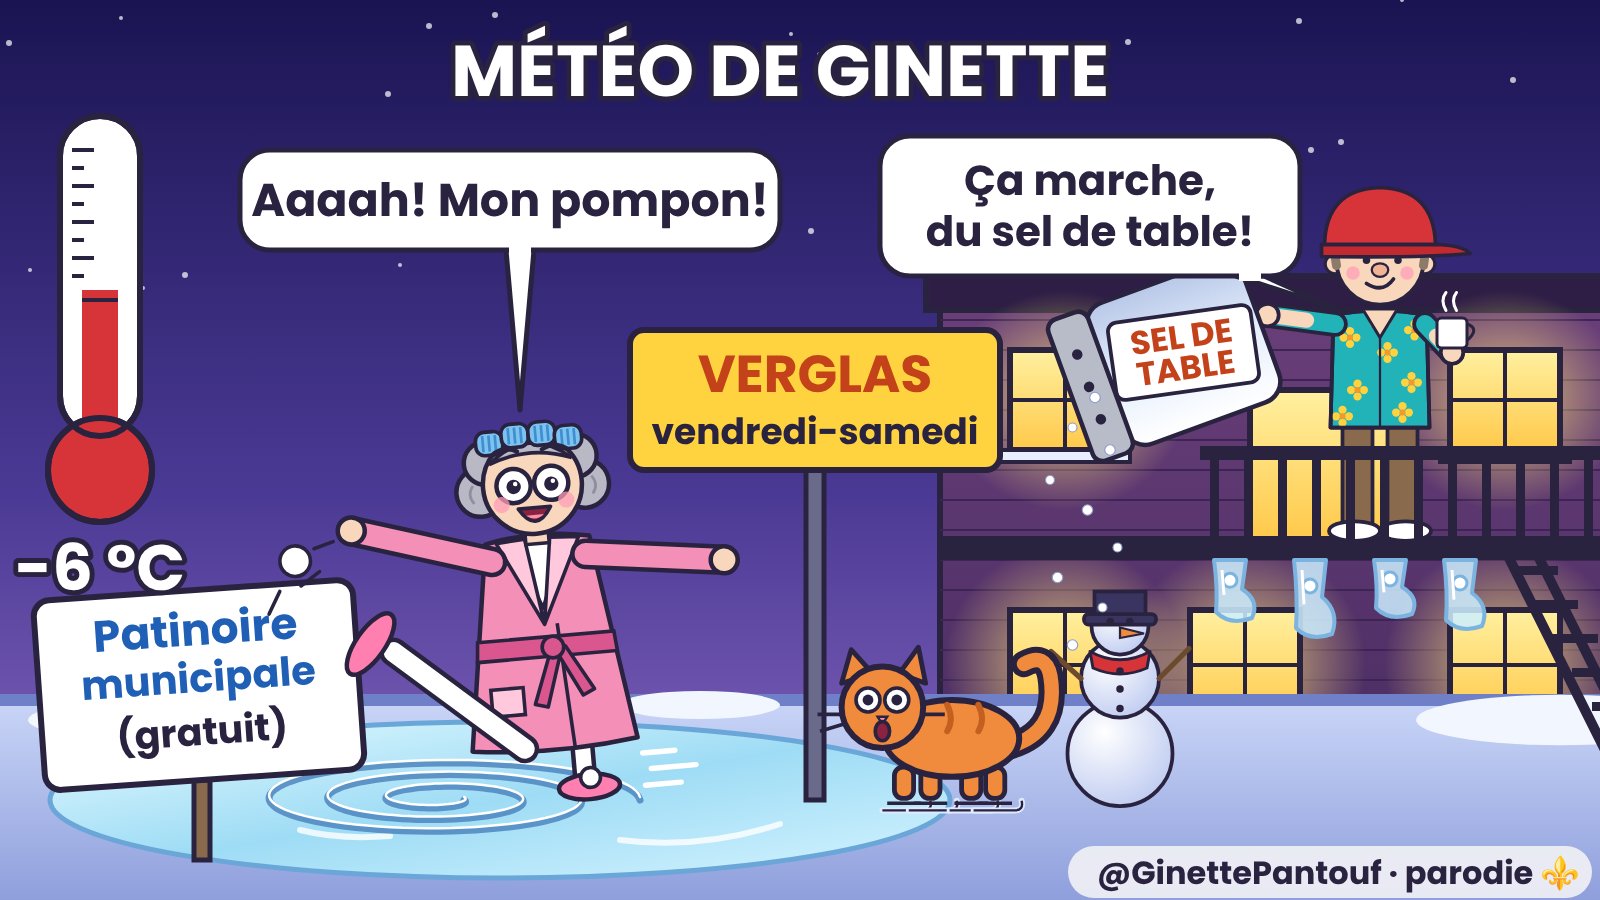 MÉTÉO DE GINETTE
Aaaah! Mon pompon!
Ça marche,
du sel de table!
SEL DE
TABLE
VERGLAS
vendredi-samedi
-6 °C
Patinoire
municipale
(gratuit)
@GinettePantouf · parodie ⚜️